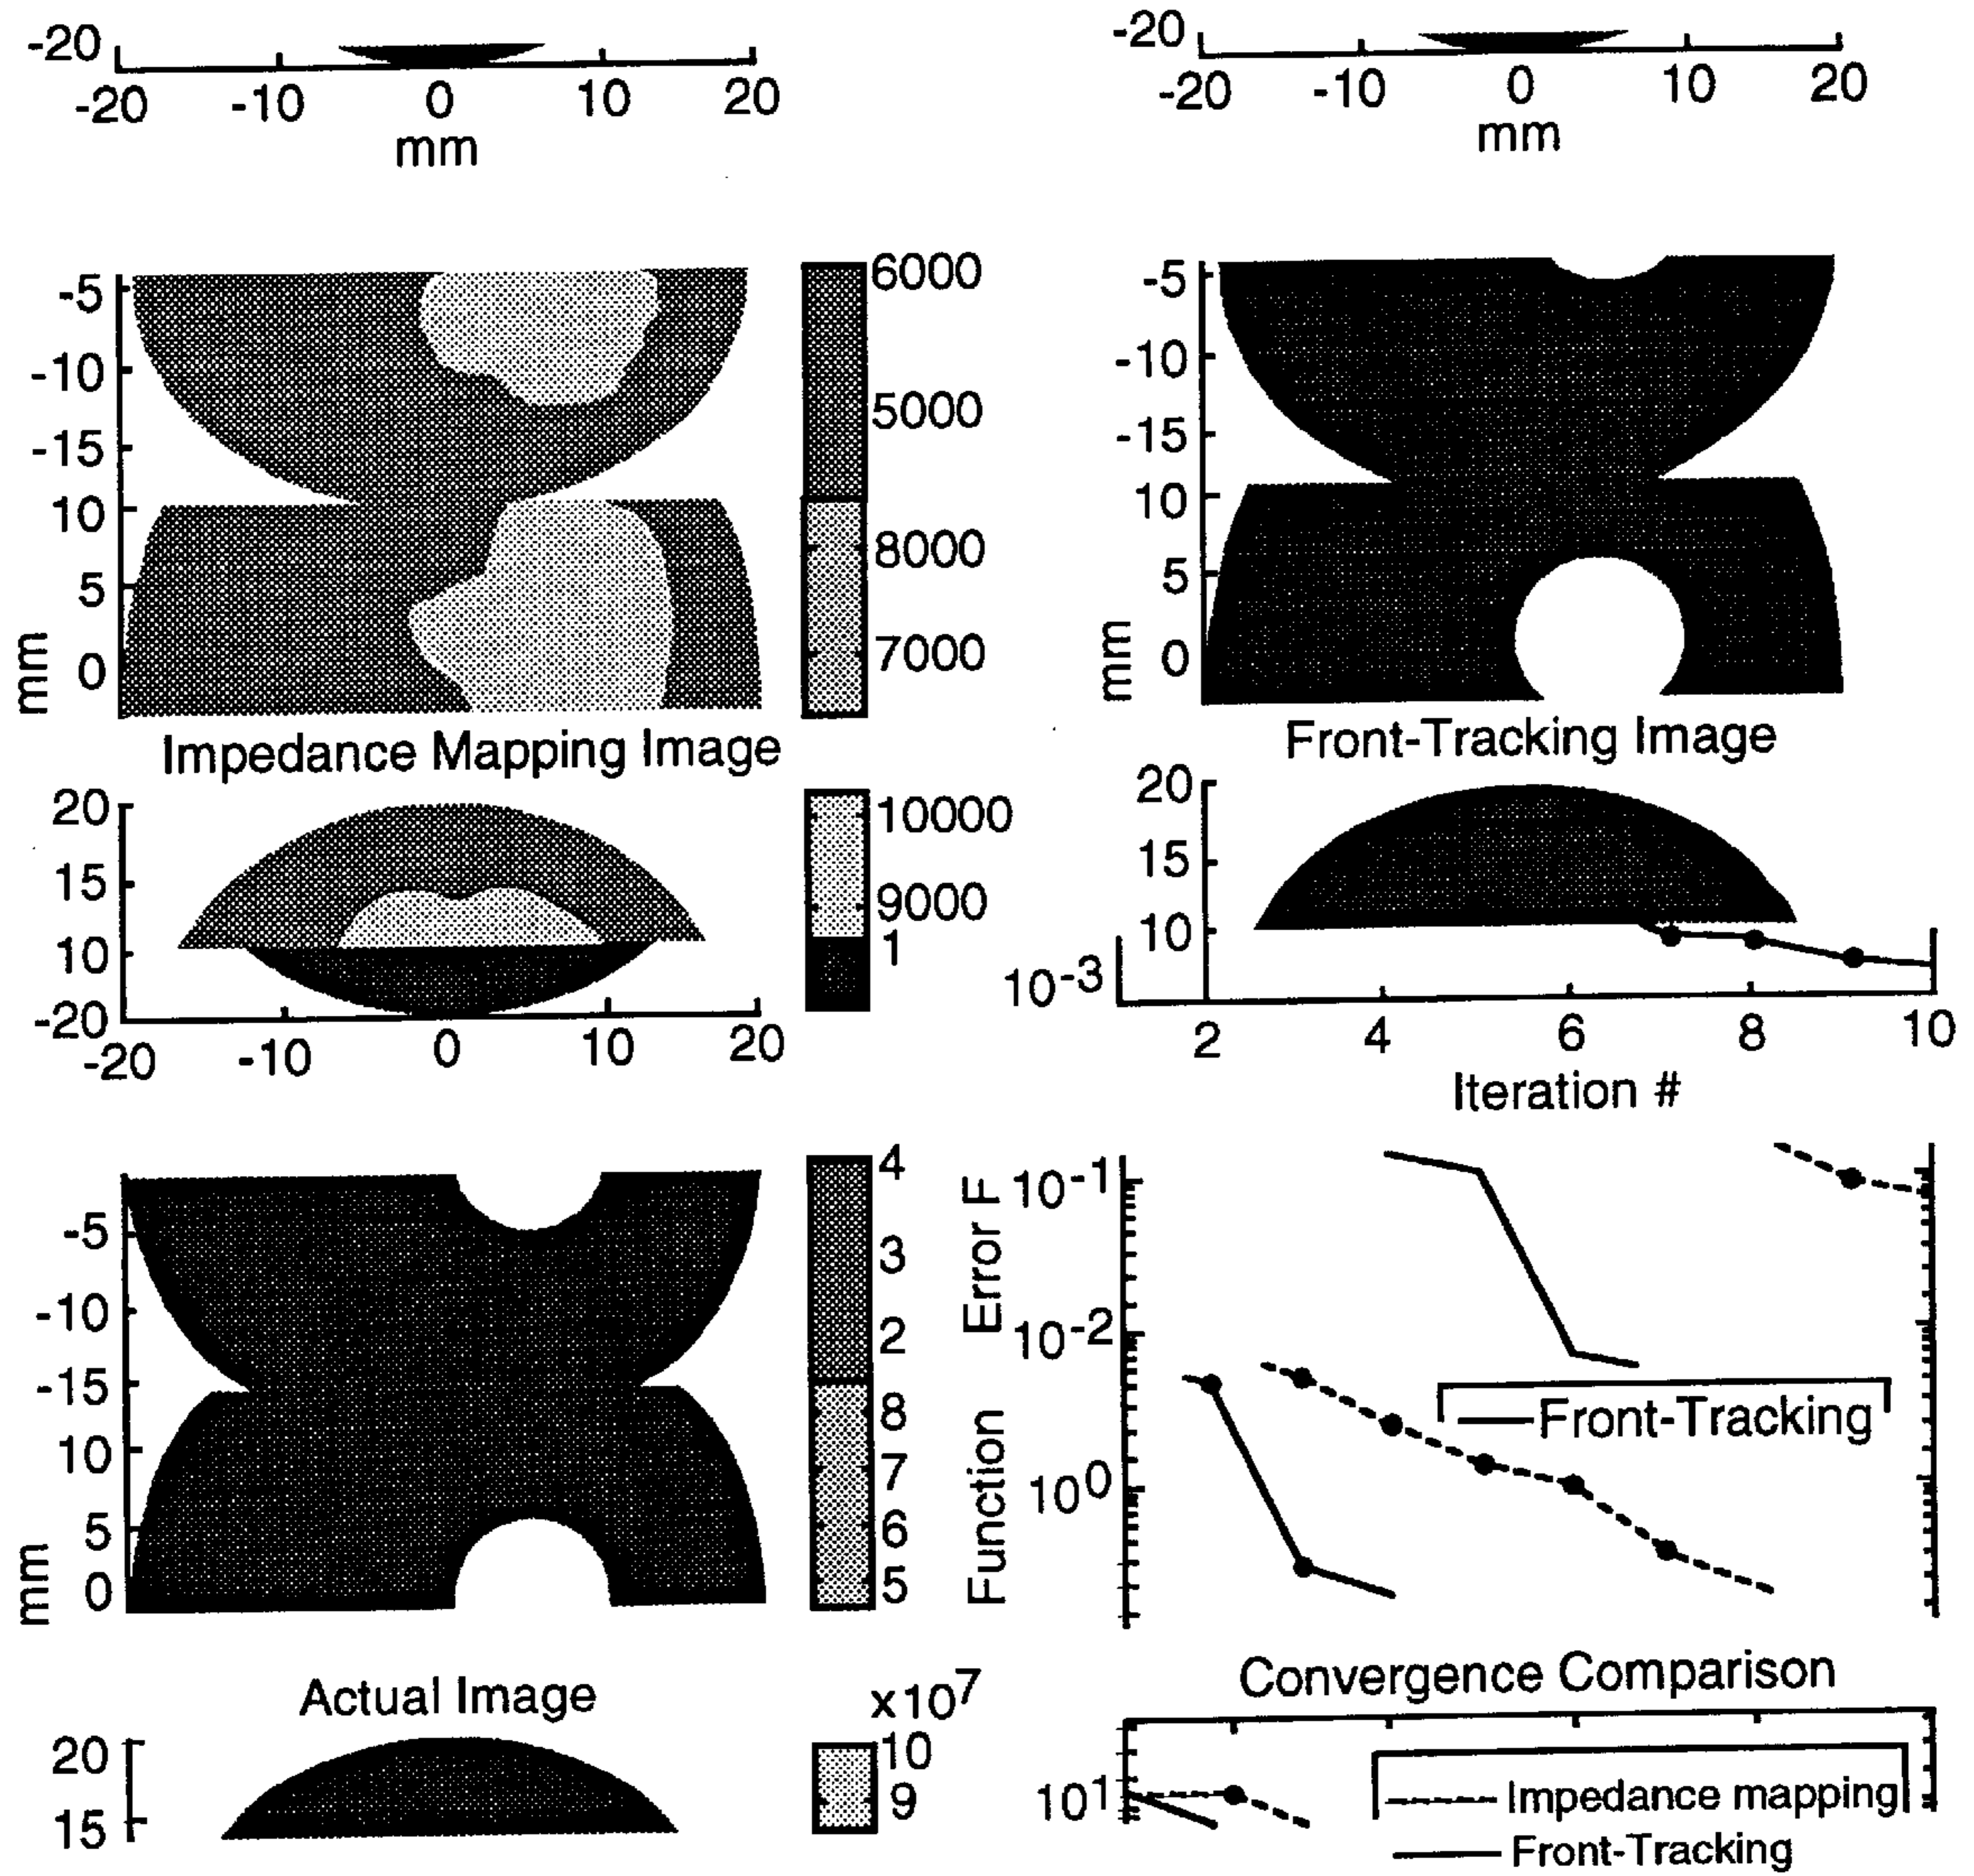 -20
-20 -10 0 10 20
mm
-20
-20 -10 0 10 20
mm
-5
-10
-15
10
5
0
mm
6000
5000
8000
7000
Impedance Mapping Image
20
15
10
-20
-20 -10 0 10 20
10000
9000
1
-5
-10
-15
10
5
0
mm
Front-Tracking Image
20
15
10
10-3
2 4 6 8 10
Iteration #
-5
-10
-15
10
5
0
mm
4
3
2
8
7
6
5
Actual Image
20
15
x107
10
9
Error F
Function
10-1
10-2
100
Front-Tracking
Convergence Comparison
101
Impedance mapping
Front-Tracking